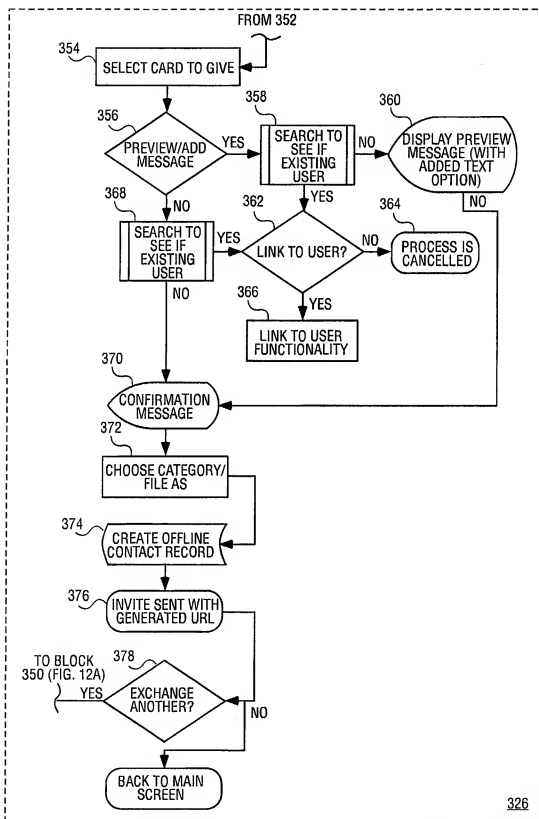 FROM 352
354
SELECT CARD TO GIVE
356
PREVIEW/ADD
MESSAGE
YES
NO
358
SEARCH TO
SEE IF
EXISTING
USER
NO
YES
360
DISPLAY PREVIEW
MESSAGE (WITH
ADDED TEXT
OPTION)
NO
368
SEARCH TO
SEE IF
EXISTING
USER
YES
NO
362
LINK TO USER?
NO
YES
364
PROCESS IS
CANCELLED
366
LINK TO USER
FUNCTIONALITY
370
CONFIRMATION
MESSAGE
372
CHOOSE CATEGORY/
FILE AS
374
CREATE OFFLINE
CONTACT RECORD
376
INVITE SENT WITH
GENERATED URL
378
TO BLOCK
350 (FIG. 12A)
YES
EXCHANGE
ANOTHER?
NO
BACK TO MAIN
SCREEN
326